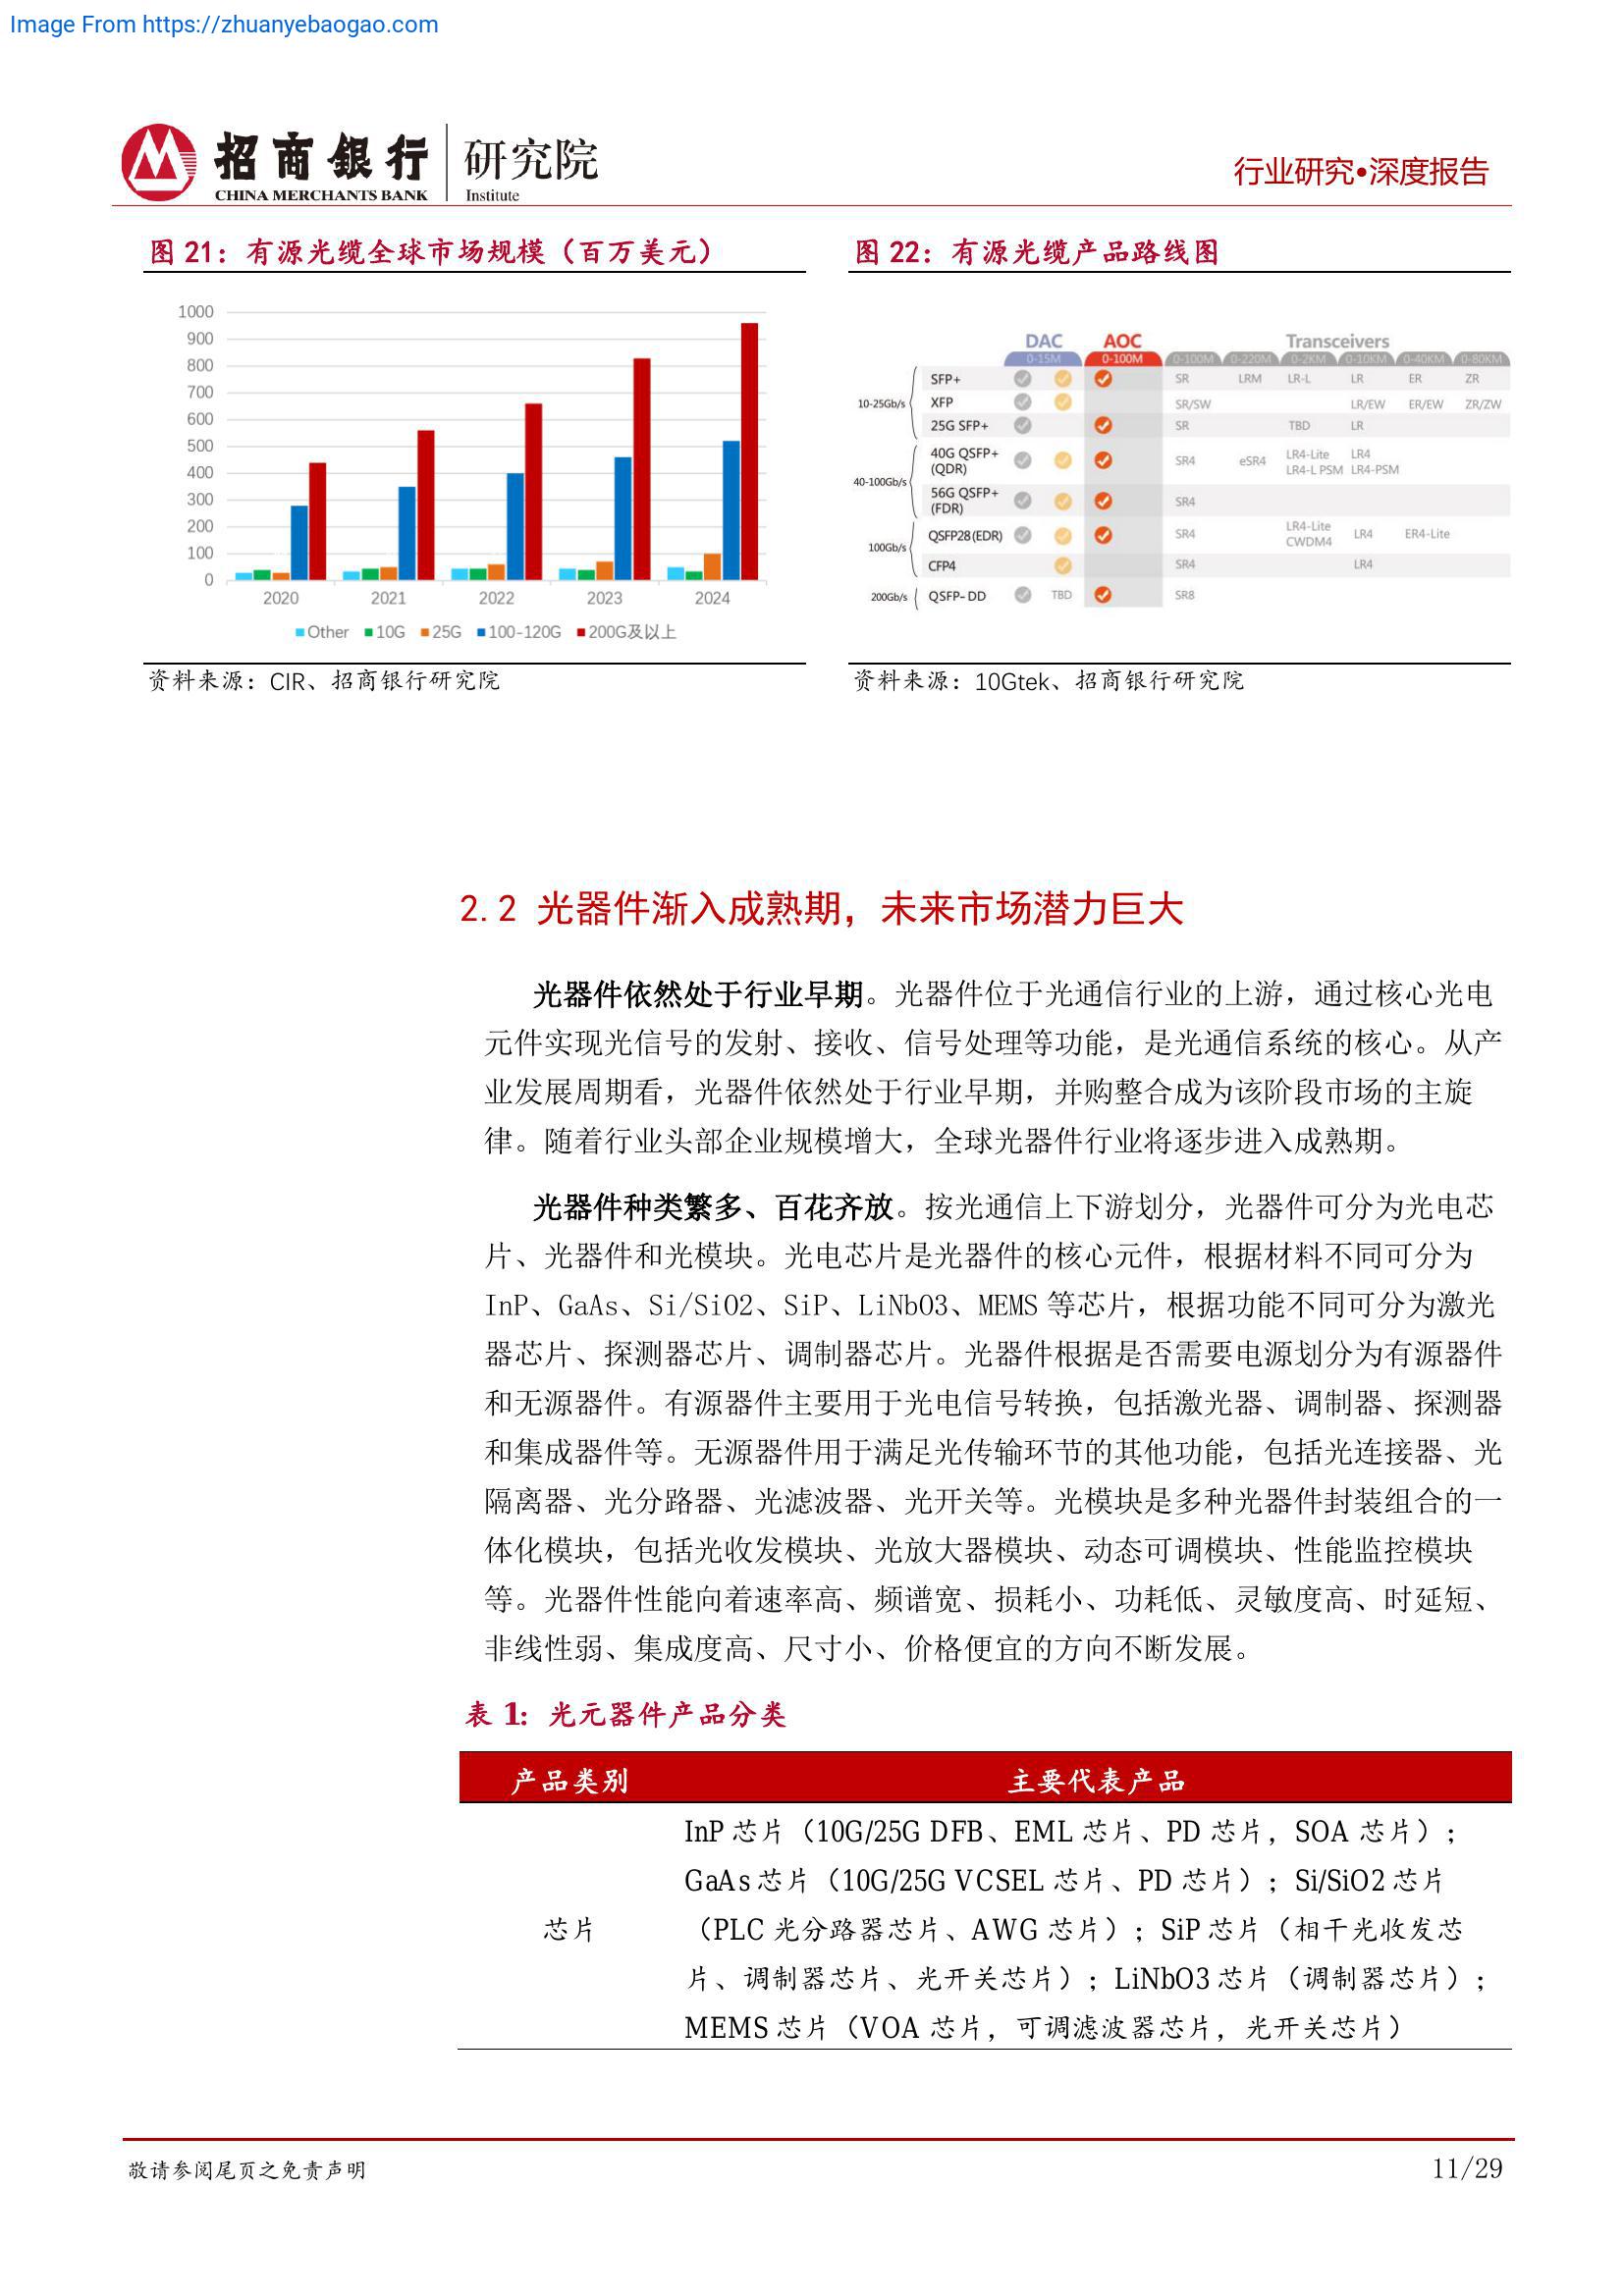 Image From https://zhuanyebaogao.com
招商銀行 研究院
CHINA MERCHANTS BANK Institute
行业研究•深度报告
图 21：有源光缆全球市场规模（百万美元）
1000
900
800
700
600
500
400
300
200
100
0
2020 2021 2022 2023 2024
Other 10G 25G 100-120G 200G及以上
资料来源：CIR、招商银行研究院
图 22：有源光缆产品路线图
DAC AOC Transceivers
0-15M 0-100M 0-100M 0-220M 0-2KM 0-10KM 0-40KM 0-80KM
10-25Gb/s
SFP+ SR LRM LR-L LR ER ZR
XFP SR/SW LR/EW ER/EW ZR/ZW
25G SFP+ SR TBD LR
40-100Gb/s
40G QSFP+ (QDR) SR4 eSR4 LR4-Lite LR4
LR4-L PSM LR4-PSM
56G QSFP+ (FDR) SR4
100Gb/s
QSFP28(EDR) SR4 LR4-Lite CWDM4 LR4 ER4-Lite
CFP4 SR4 LR4
200Gb/s QSFP-DD TBD SR8
资料来源：10Gtek、招商银行研究院
2.2 光器件渐入成熟期，未来市场潜力巨大
光器件依然处于行业早期。光器件位于光通信行业的上游，通过核心光电
元件实现光信号的发射、接收、信号处理等功能，是光通信系统的核心。从产
业发展周期看，光器件依然处于行业早期，并购整合成为该阶段市场的主旋
律。随着行业头部企业规模增大，全球光器件行业将逐步进入成熟期。
光器件种类繁多、百花齐放。按光通信上下游划分，光器件可分为光电芯
片、光器件和光模块。光电芯片是光器件的核心元件，根据材料不同可分为
InP、GaAs、Si/SiO2、SiP、LiNbO3、MEMS 等芯片，根据功能不同可分为激光
器芯片、探测器芯片、调制器芯片。光器件根据是否需要电源划分为有源器件
和无源器件。有源器件主要用于光电信号转换，包括激光器、调制器、探测器
和集成器件等。无源器件用于满足光传输环节的其他功能，包括光连接器、光
隔离器、光分路器、光滤波器、光开关等。光模块是多种光器件封装组合的一
体化模块，包括光收发模块、光放大器模块、动态可调模块、性能监控模块
等。光器件性能向着速率高、频谱宽、损耗小、功耗低、灵敏度高、时延短、
非线性弱、集成度高、尺寸小、价格便宜的方向不断发展。
表 1：光元器件产品分类
产品类别 主要代表产品
芯片
InP 芯片（10G/25G DFB、EML 芯片、PD 芯片，SOA 芯片）；
GaAs 芯片（10G/25G VCSEL 芯片、PD 芯片）；Si/SiO2 芯片
（PLC 光分路器芯片、AWG 芯片）；SiP 芯片（相干光收发芯
片、调制器芯片、光开关芯片）；LiNbO3 芯片（调制器芯片）；
MEMS 芯片（VOA 芯片，可调滤波器芯片，光开关芯片）
敬请参阅尾页之免责声明
11/29